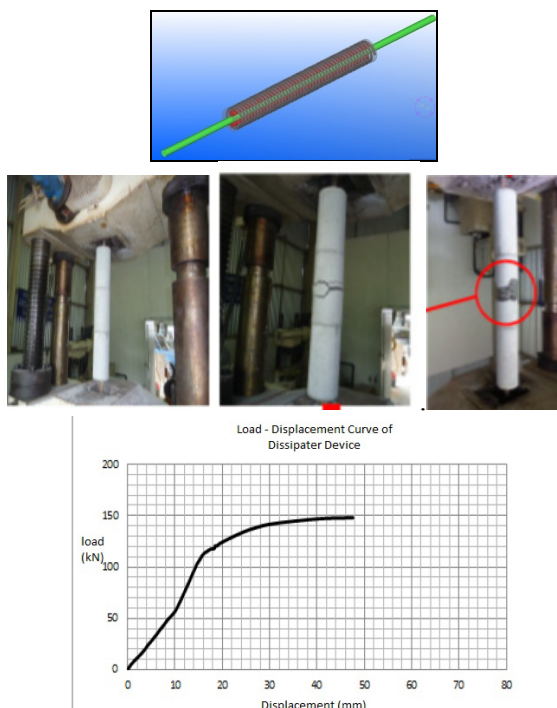 Load - Displacement Curve of
Dissipater Device
load
(kN)
200
150
100
50
0
0 10 20 30 40 50 60 70 80
Displacement (mm)